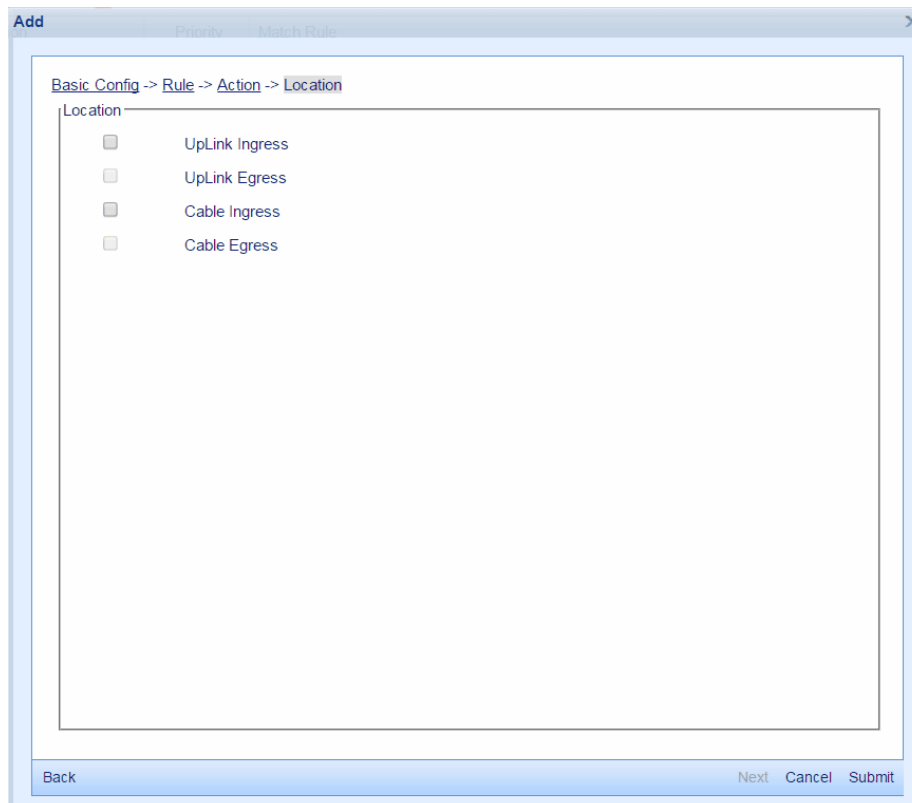 Add
Priority Match Rule
Basic Config -> Rule -> Action -> Location
Location
UpLink Ingress
UpLink Egress
Cable Ingress
Cable Egress
Back Next Cancel Submit